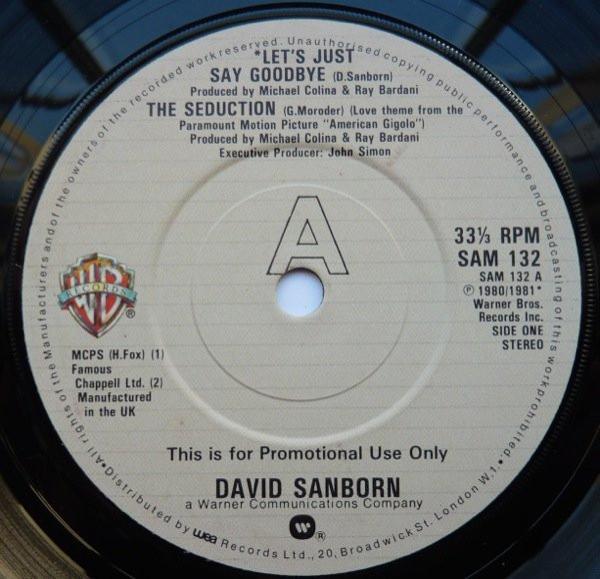 *LET'S JUST
SAY GOODBYE (D.Sanborn)
Produced by Michael Colina & Ray Bardani
THE SEDUCTION (G.Moroder) (Love theme from the
Paramount Motion Picture "American Gigolo")
Produced by Michael Colina & Ray Bardani
Executive Producer: John Simon
A
33⅓ RPM
SAM 132
SAM 132 A
℗ 1980/1981*
Warner Bros.
Records Inc.
SIDE ONE
STEREO
WB
RECORDS
®
MCPS (H.Fox) (1)
Famous
Chappell Ltd. (2)
Manufactured
in the UK
This is for Promotional Use Only
DAVID SANBORN
a Warner Communications Company
®
All rights of the Manufacturers and of the owners of the recorded work reserved. Unauthorised copying public performance and broadcasting of this work prohibited.
• Distributed by wea Records Ltd., 20, Broadwick St. London W.1. •